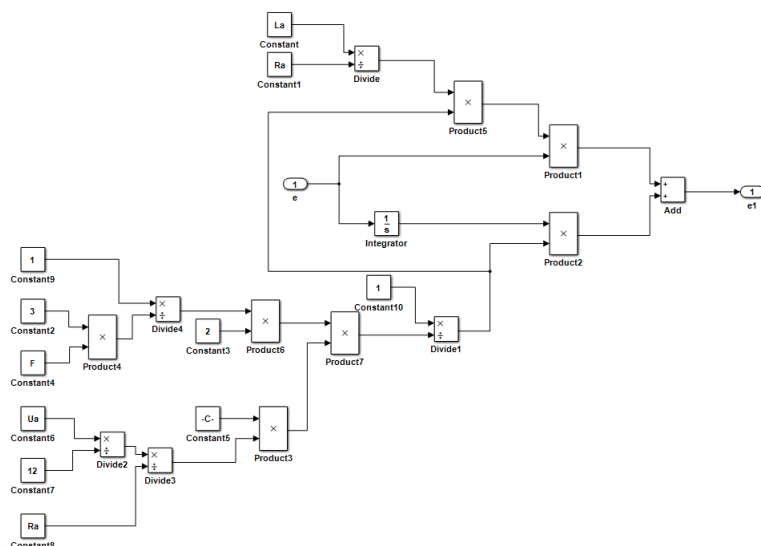 La
Constant
×
÷
Divide
Ra
Constant1
×
Product5
×
Product1
1
e
+
+
Add
1
e1
1
s
Integrator
×
Product2
1
Constant9
1
Constant10
3
Constant2
×
÷
Divide4
×
Product6
2
Constant3
×
Product7
×
÷
Divide1
×
Product4
F
Constant4
Ua
Constant6
-C-
Constant5
×
Product3
×
÷
Divide2
×
÷
Divide3
12
Constant7
Ra
Constant8